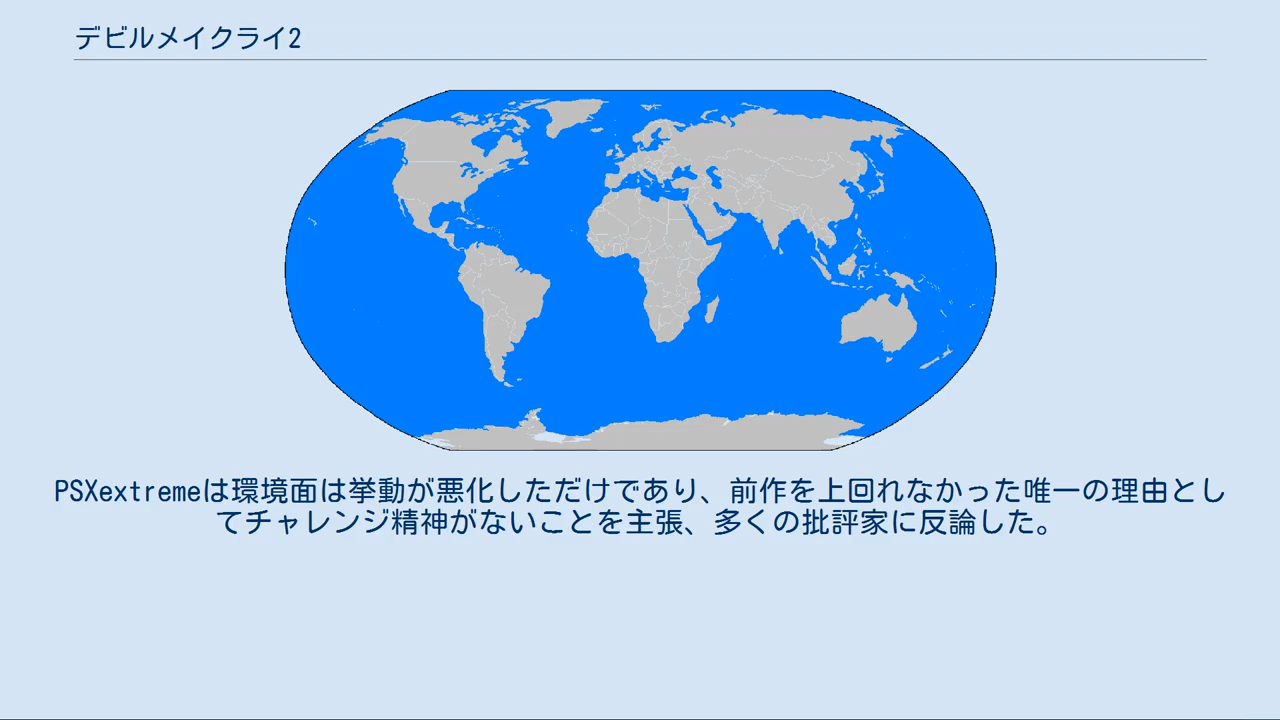 デビルメイクライ2
PSXextremeは環境面は挙動が悪化しただけであり、前作を上回れなかった唯一の理由とし
てチャレンジ精神がないことを主張、多くの批評家に反論した。